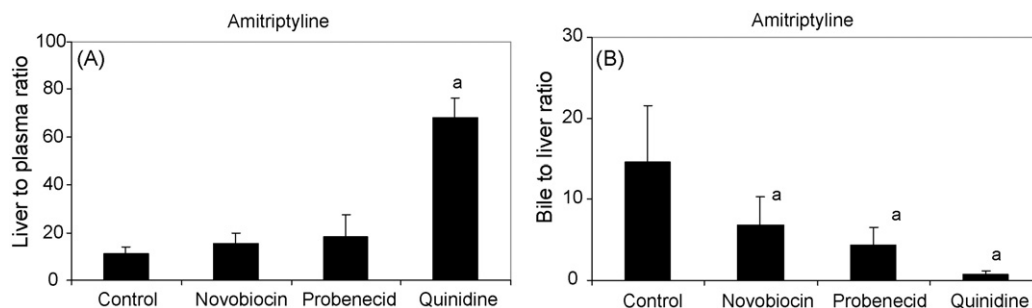 Amitriptyline
(A)
Liver to plasma ratio
100
80
60
40
20
0
a
Control Novobiocin Probenecid Quinidine
Amitriptyline
(B)
Bile to liver ratio
30
20
10
0
a
a
a
Control Novobiocin Probenecid Quinidine